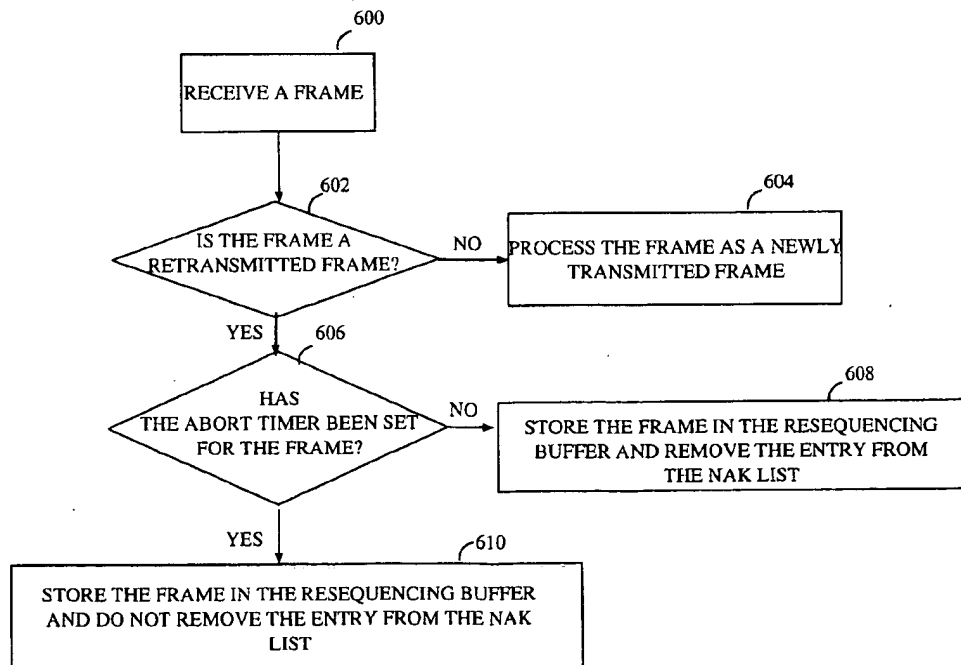 600
RECEIVE A FRAME
602
IS THE FRAME A
RETRANSMITTED FRAME?
NO
604
PROCESS THE FRAME AS A NEWLY
TRANSMITTED FRAME
YES
606
HAS
THE ABORT TIMER BEEN SET
FOR THE FRAME?
NO
608
STORE THE FRAME IN THE RESEQUENCING
BUFFER AND REMOVE THE ENTRY FROM
THE NAK LIST
YES
610
STORE THE FRAME IN THE RESEQUENCING BUFFER
AND DO NOT REMOVE THE ENTRY FROM THE NAK
LIST